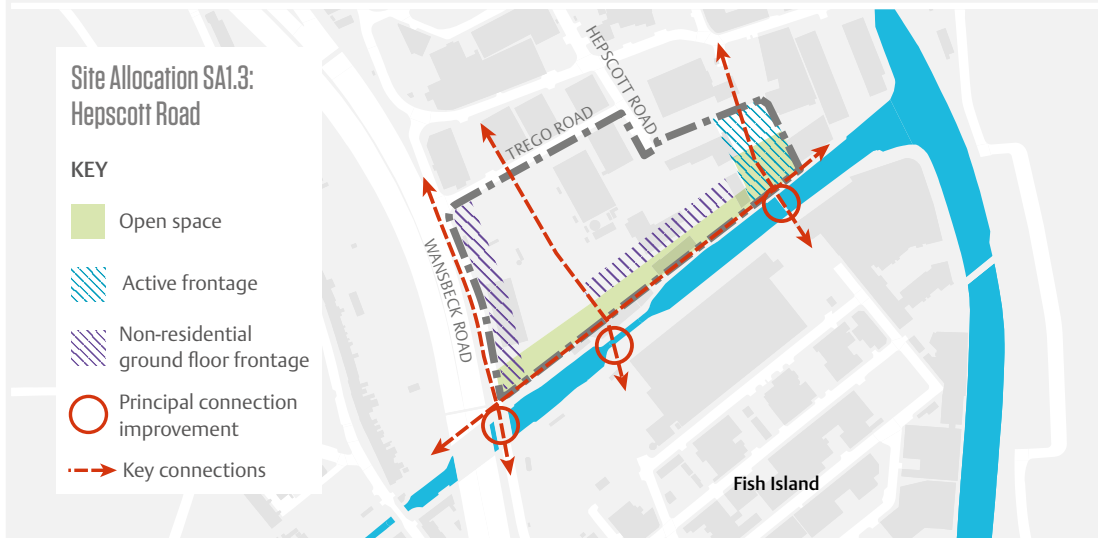 Site Allocation SA1.3:
Hepscott Road
KEY
Open space
Active frontage
Non-residential
ground floor frontage
Principal connection
improvement
Key connections
HEPSCOTT ROAD
TREGO ROAD
WANSBECK ROAD
Fish Island